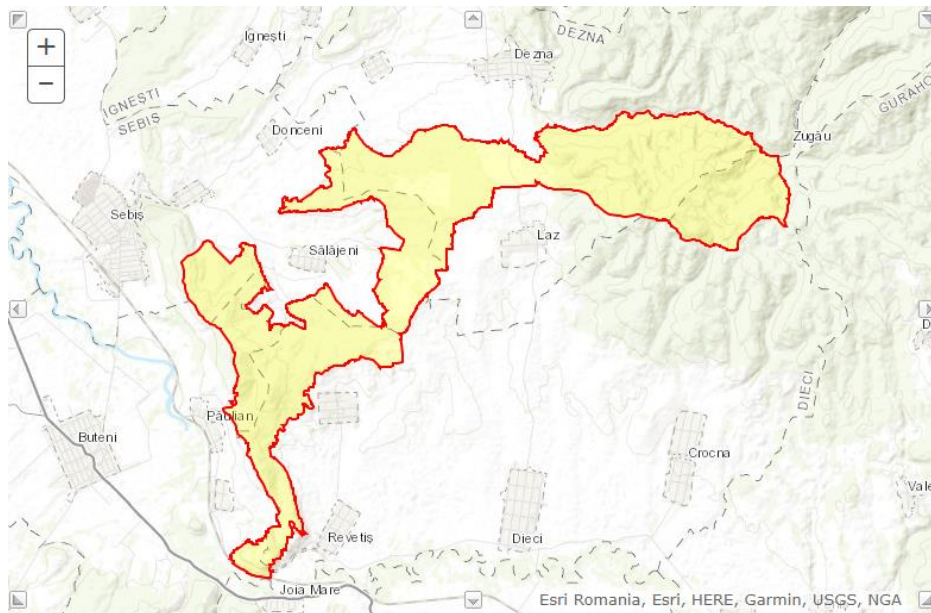 +
−
Ignești
DEZNA
Dezna
IGNEȘTI
SEBIȘ
GURAHO
Donceni
Zugău
Sebiș
Laz
Sălăjeni
DIECI
Păulian
Buteni
Crocna
Vale
Revetiș
Dieci
Joia Mare
Esri Romania, Esri, HERE, Garmin, USGS, NGA